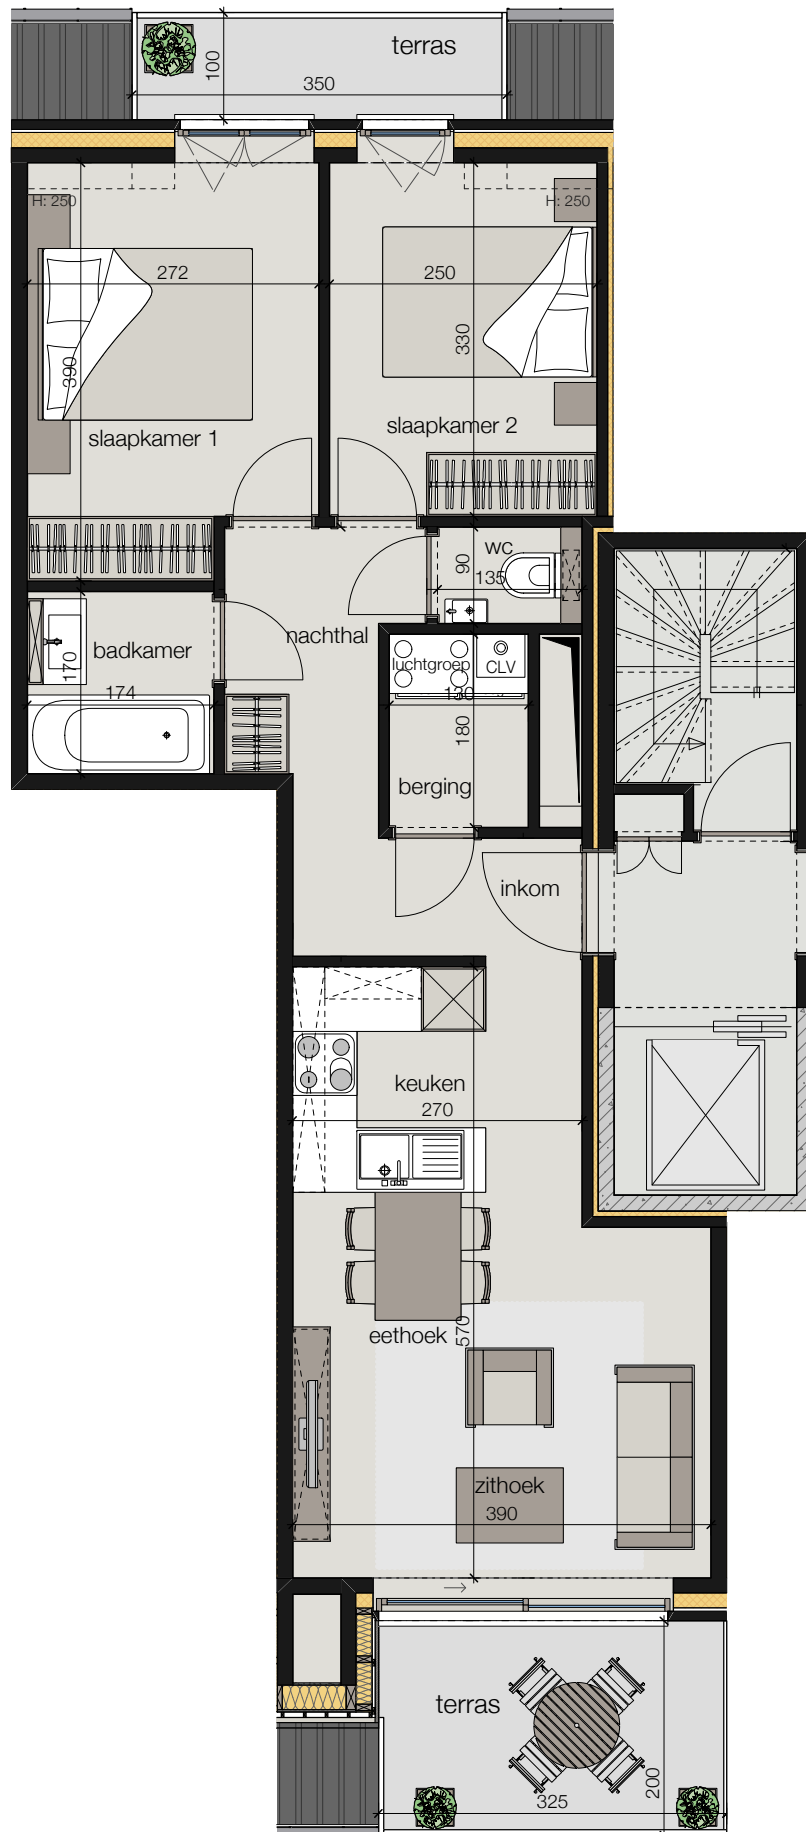 terras
100
350
H: 250
H: 250
272
250
390
330
slaapkamer 1
slaapkamer 2
wc
90
135
nachthal
badkamer
170
174
luchtgroep
CLV
130
180
berging
inkom
keuken
270
eethoek
570
zithoek
390
terras
325
200